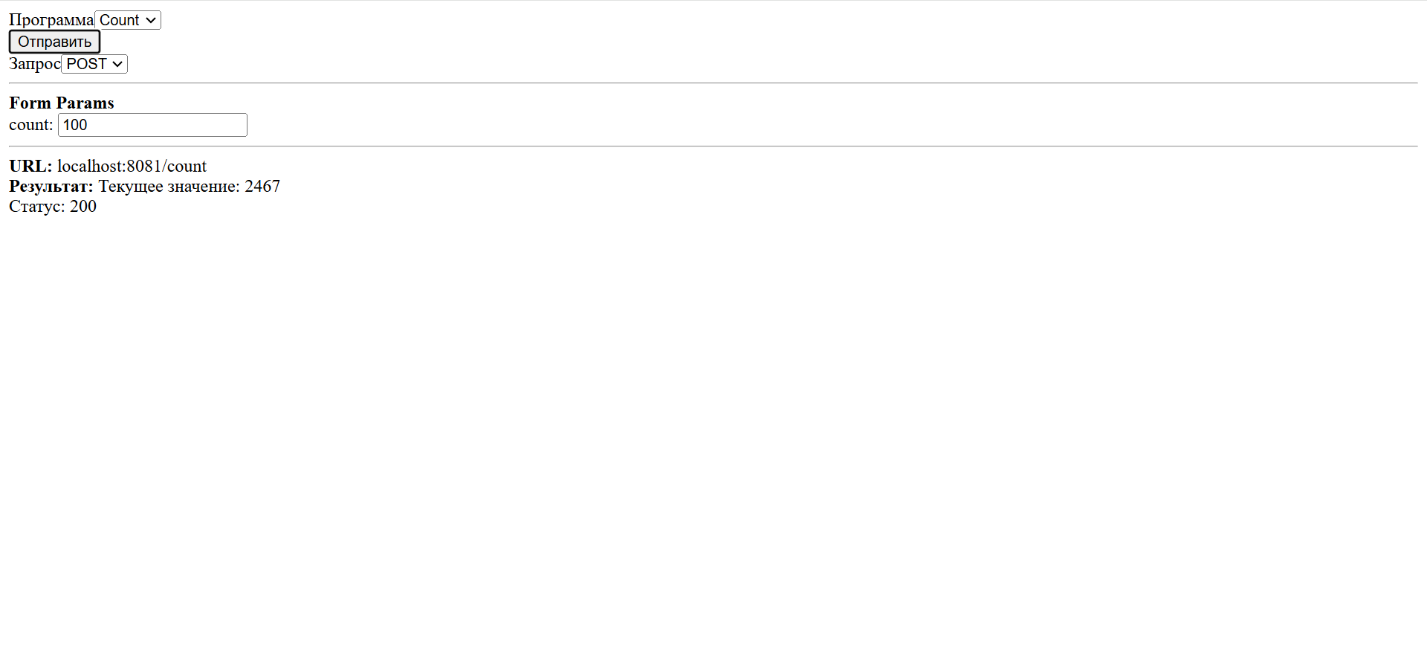 Программа Count
Отправить
Запрос POST
Form Params
count: 100
URL: localhost:8081/count
Результат: Текущее значение: 2467
Статус: 200